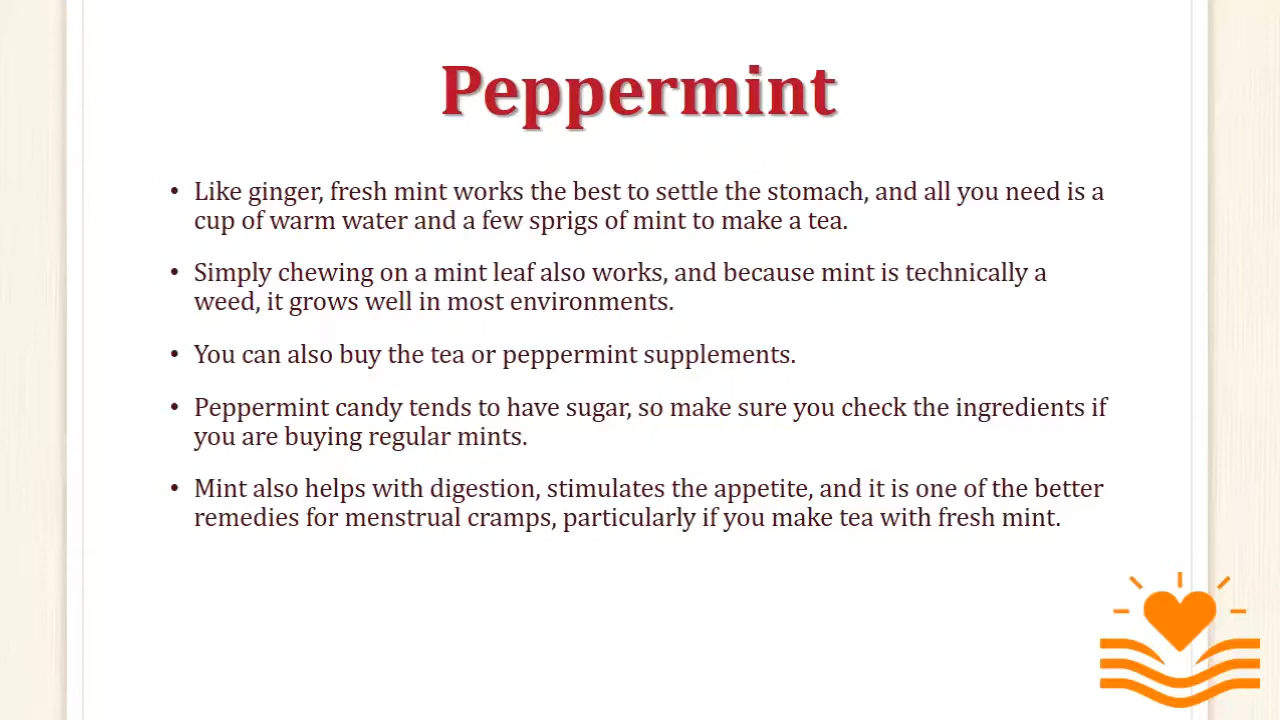 Peppermint
• Like ginger, fresh mint works the best to settle the stomach, and all you need is a
cup of warm water and a few sprigs of mint to make a tea.
• Simply chewing on a mint leaf also works, and because mint is technically a
weed, it grows well in most environments.
• You can also buy the tea or peppermint supplements.
• Peppermint candy tends to have sugar, so make sure you check the ingredients if
you are buying regular mints.
• Mint also helps with digestion, stimulates the appetite, and it is one of the better
remedies for menstrual cramps, particularly if you make tea with fresh mint.